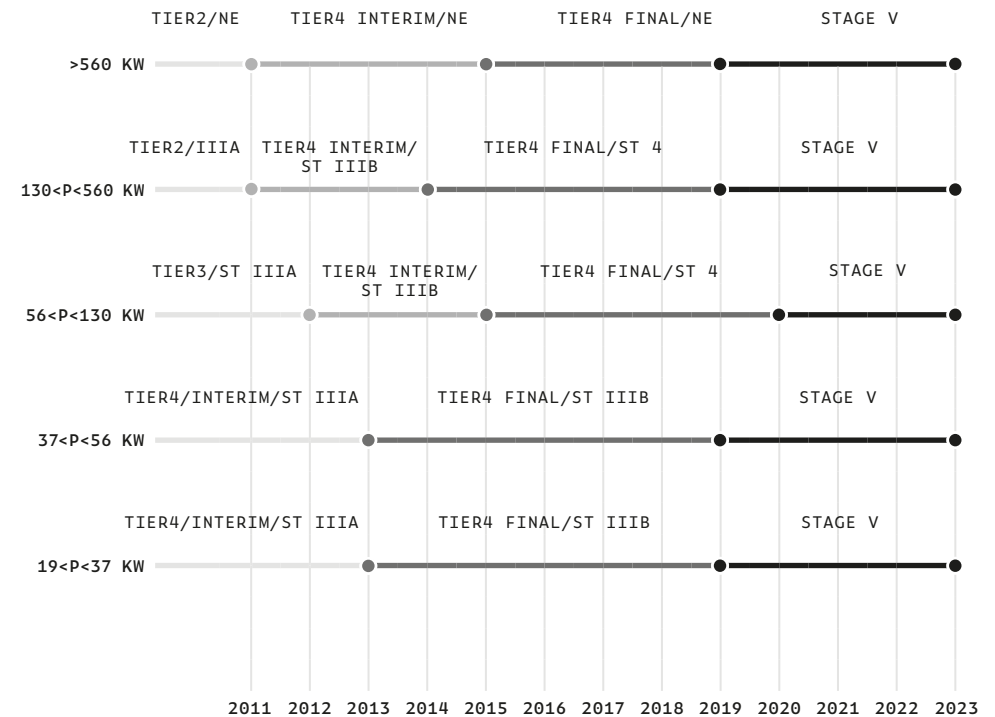 TIER2/NE TIER4 INTERIM/NE TIER4 FINAL/NE STAGE V
>560 KW
TIER2/IIIA TIER4 INTERIM/ TIER4 FINAL/ST 4 STAGE V
ST IIIB
130<P<560 KW
TIER3/ST IIIA TIER4 INTERIM/ TIER4 FINAL/ST 4 STAGE V
ST IIIB
56<P<130 KW
TIER4/INTERIM/ST IIIA TIER4 FINAL/ST IIIB STAGE V
37<P<56 KW
TIER4/INTERIM/ST IIIA TIER4 FINAL/ST IIIB STAGE V
19<P<37 KW
2011 2012 2013 2014 2015 2016 2017 2018 2019 2020 2021 2022 2023